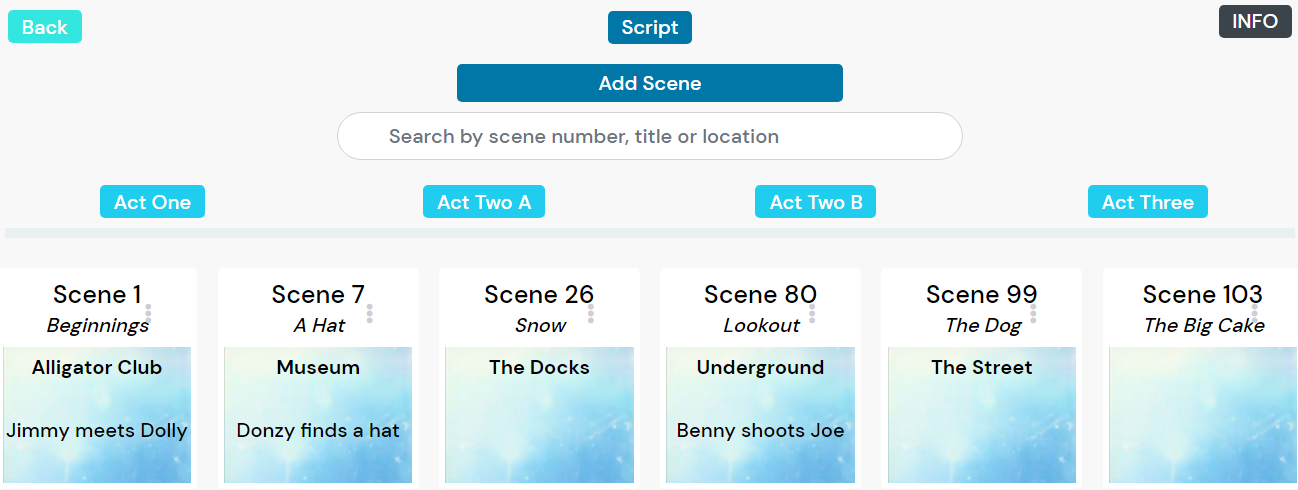 Back
Script
INFO
Add Scene
Search by scene number, title or location
Act One
Act Two A
Act Two B
Act Three
Scene 1
Beginnings
Alligator Club
Jimmy meets Dolly
Scene 7
A Hat
Museum
Donzy finds a hat
Scene 26
Snow
The Docks
Scene 80
Lookout
Underground
Benny shoots Joe
Scene 99
The Dog
The Street
Scene 103
The Big Cake